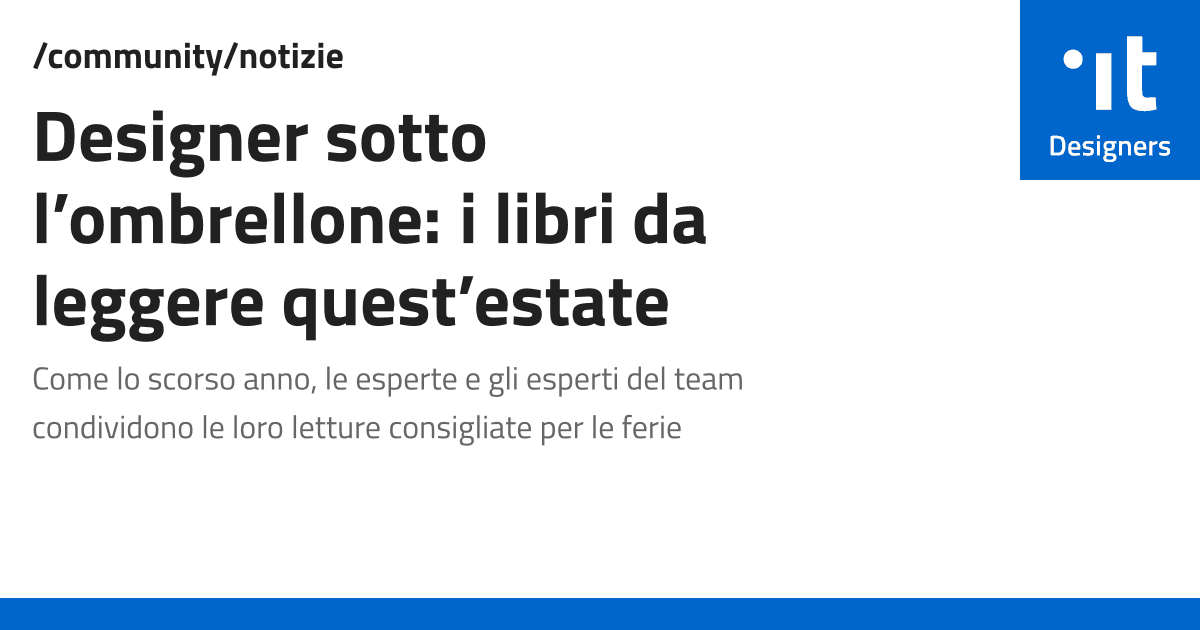 /community/notizie
Designer sotto
l’ombrellone: i libri da
leggere quest’estate
Come lo scorso anno, le esperte e gli esperti del team
condividono le loro letture consigliate per le ferie
it
Designers